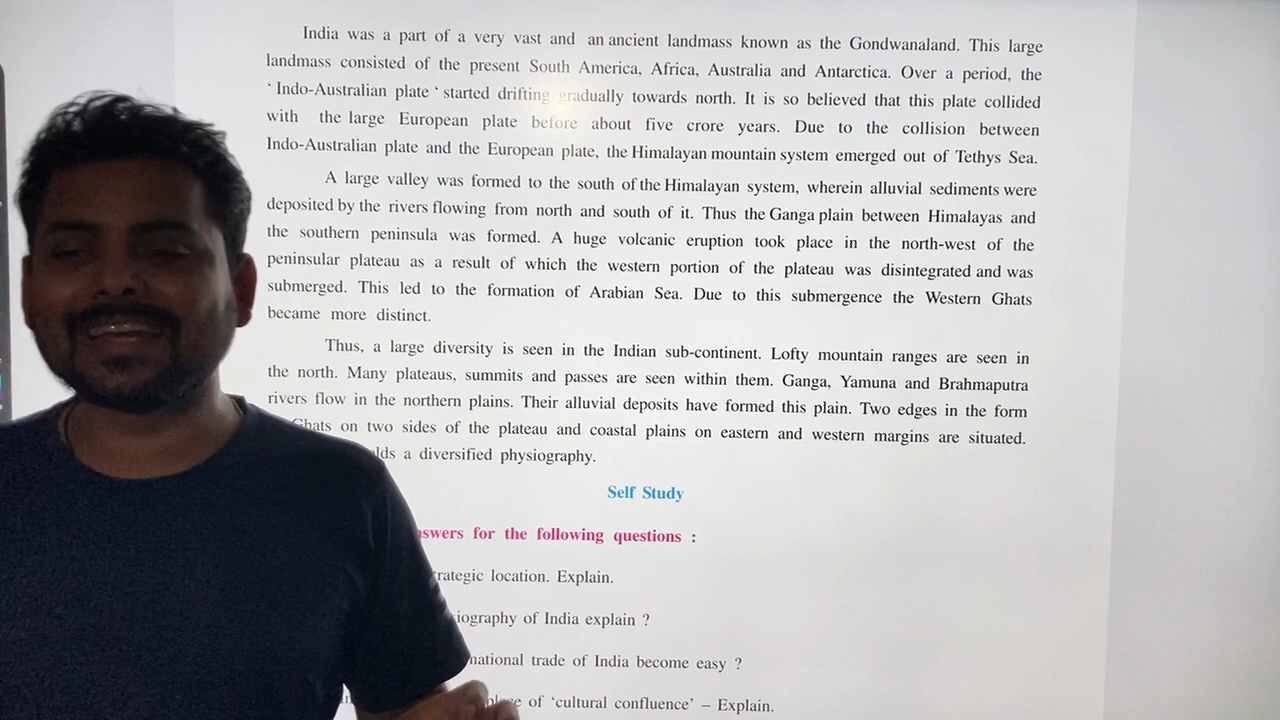 India was a part of a very vast and an ancient landmass known as the Gondwanaland. This large
landmass consisted of the present South America, Africa, Australia and Antarctica. Over a period, the
‘ Indo-Australian plate ‘ started drifting gradually towards north. It is so believed that this plate collided
with the large European plate before about five crore years. Due to the collision between
Indo-Australian plate and the European plate, the Himalayan mountain system emerged out of Tethys Sea.
A large valley was formed to the south of the Himalayan system, wherein alluvial sediments were
deposited by the rivers flowing from north and south of it. Thus the Ganga plain between Himalayas and
the southern peninsula was formed. A huge volcanic eruption took place in the north-west of the
peninsular plateau as a result of which the western portion of the plateau was disintegrated and was
submerged. This led to the formation of Arabian Sea. Due to this submergence the Western Ghats
became more distinct.
Thus, a large diversity is seen in the Indian sub-continent. Lofty mountain ranges are seen in
the north. Many plateaus, summits and passes are seen within them. Ganga, Yamuna and Brahmaputra
rivers flow in the northern plains. Their alluvial deposits have formed this plain. Two edges in the form
Ghats on two sides of the plateau and coastal plains on eastern and western margins are situated.
a diversified physiography.
Self Study
for the following questions :
location. Explain.
of India explain ?
trade of India become easy ?
of ‘cultural confluence’ – Explain.